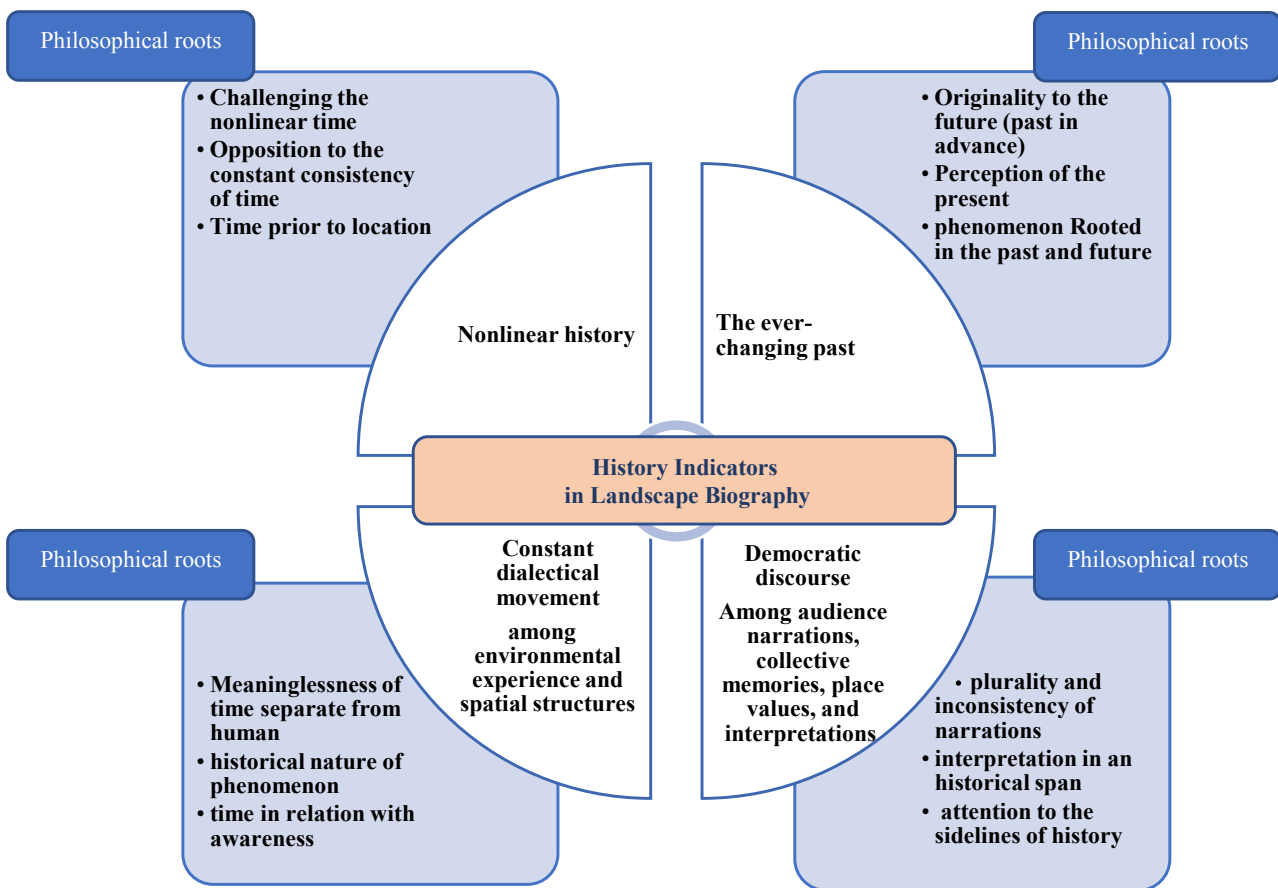 Philosophical roots
• Challenging the
nonlinear time
• Opposition to the
constant consistency
of time
• Time prior to location
Nonlinear history
Philosophical roots
• Originality to the
future (past in
advance)
• Perception of the
present
• phenomenon Rooted
in the past and future
The ever-
changing past
History Indicators
in Landscape Biography
Philosophical roots
• Meaninglessness of
time separate from
human
• historical nature of
phenomenon
• time in relation with
awareness
Constant
dialectical
movement
among
environmental
experience and
spatial structures
Democratic
discourse
Among audience
narrations,
collective
memories, place
values, and
interpretations
Philosophical roots
• plurality and
inconsistency of
narrations
• interpretation in an
historical span
• attention to the
sidelines of history